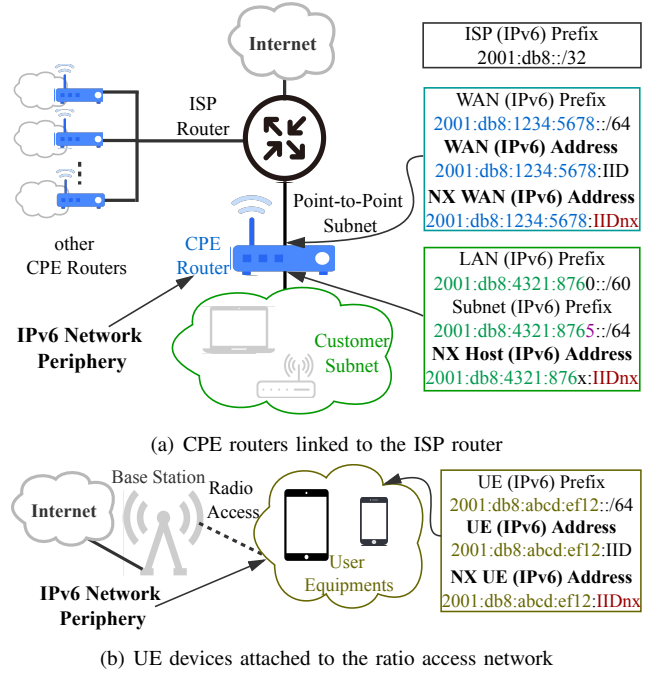 Internet
ISP (IPv6) Prefix
2001:db8::/32
ISP
Router
WAN (IPv6) Prefix
2001:db8:1234:5678::/64
WAN (IPv6) Address
2001:db8:1234:5678:IID
NX WAN (IPv6) Address
2001:db8:1234:5678:IIDnx
Point-to-Point
Subnet
other
CPE Routers
CPE
Router
LAN (IPv6) Prefix
2001:db8:4321:8760::/60
Subnet (IPv6) Prefix
2001:db8:4321:8765::/64
NX Host (IPv6) Address
2001:db8:4321:876x:IIDnx
IPv6 Network
Periphery
Customer
Subnet
(a) CPE routers linked to the ISP router
Internet
Base Station
Radio
Access
User
Equipments
IPv6 Network
Periphery
UE (IPv6) Prefix
2001:db8:abcd:ef12::/64
UE (IPv6) Address
2001:db8:abcd:ef12:IID
NX UE (IPv6) Address
2001:db8:abcd:ef12:IIDnx
(b) UE devices attached to the ratio access network